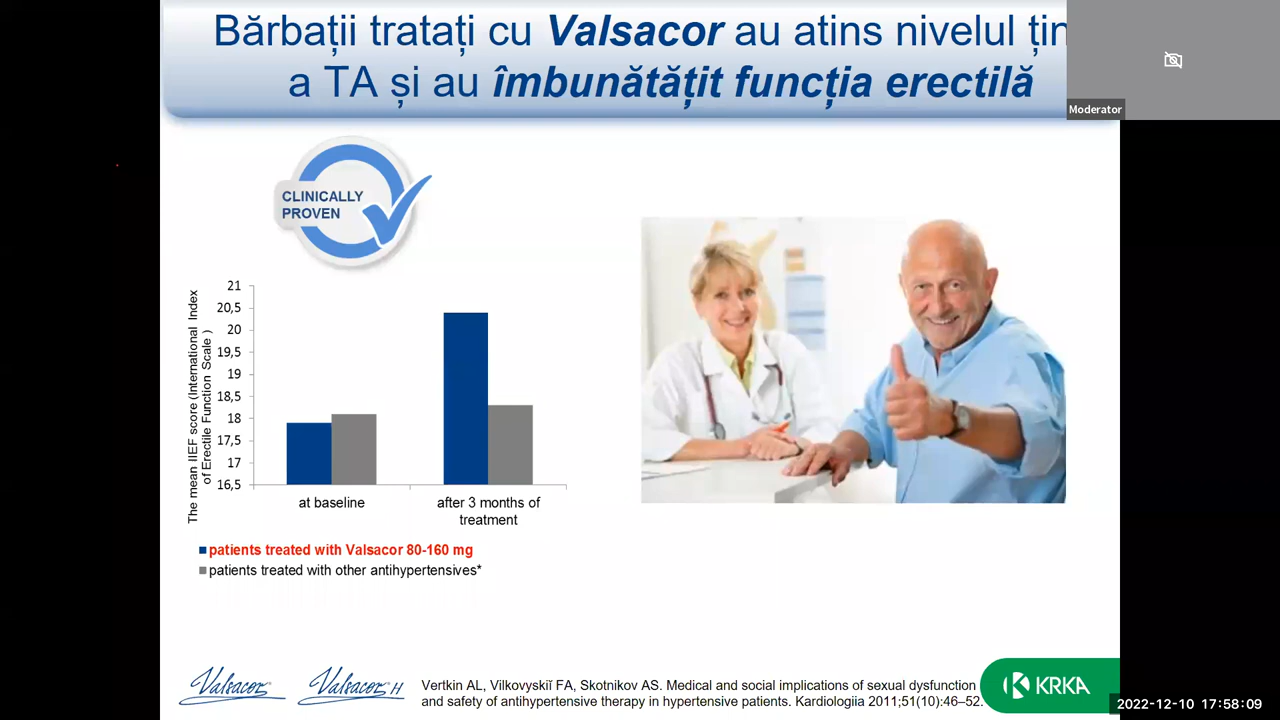 Bărbații tratați cu Valsacor au atins nivelul țin
a TA și au îmbunătățit funcția erectilă
Moderator
CLINICALLY
PROVEN
The mean IIEF score (International Index
of Erectile Function Scale )
21
20,5
20
19,5
19
18,5
18
17,5
17
16,5
at baseline
after 3 months of
treatment
patients treated with Valsacor 80-160 mg
patients treated with other antihypertensives*
Valsacor
Valsacor H
Vertkin AL, Vilkovyskiĭ FA, Skotnikov AS. Medical and social implications of sexual dysfunction
and safety of antihypertensive therapy in hypertensive patients. Kardiologiia 2011;51(10):46–52.
KRKA
2022-12-10 17:58:09